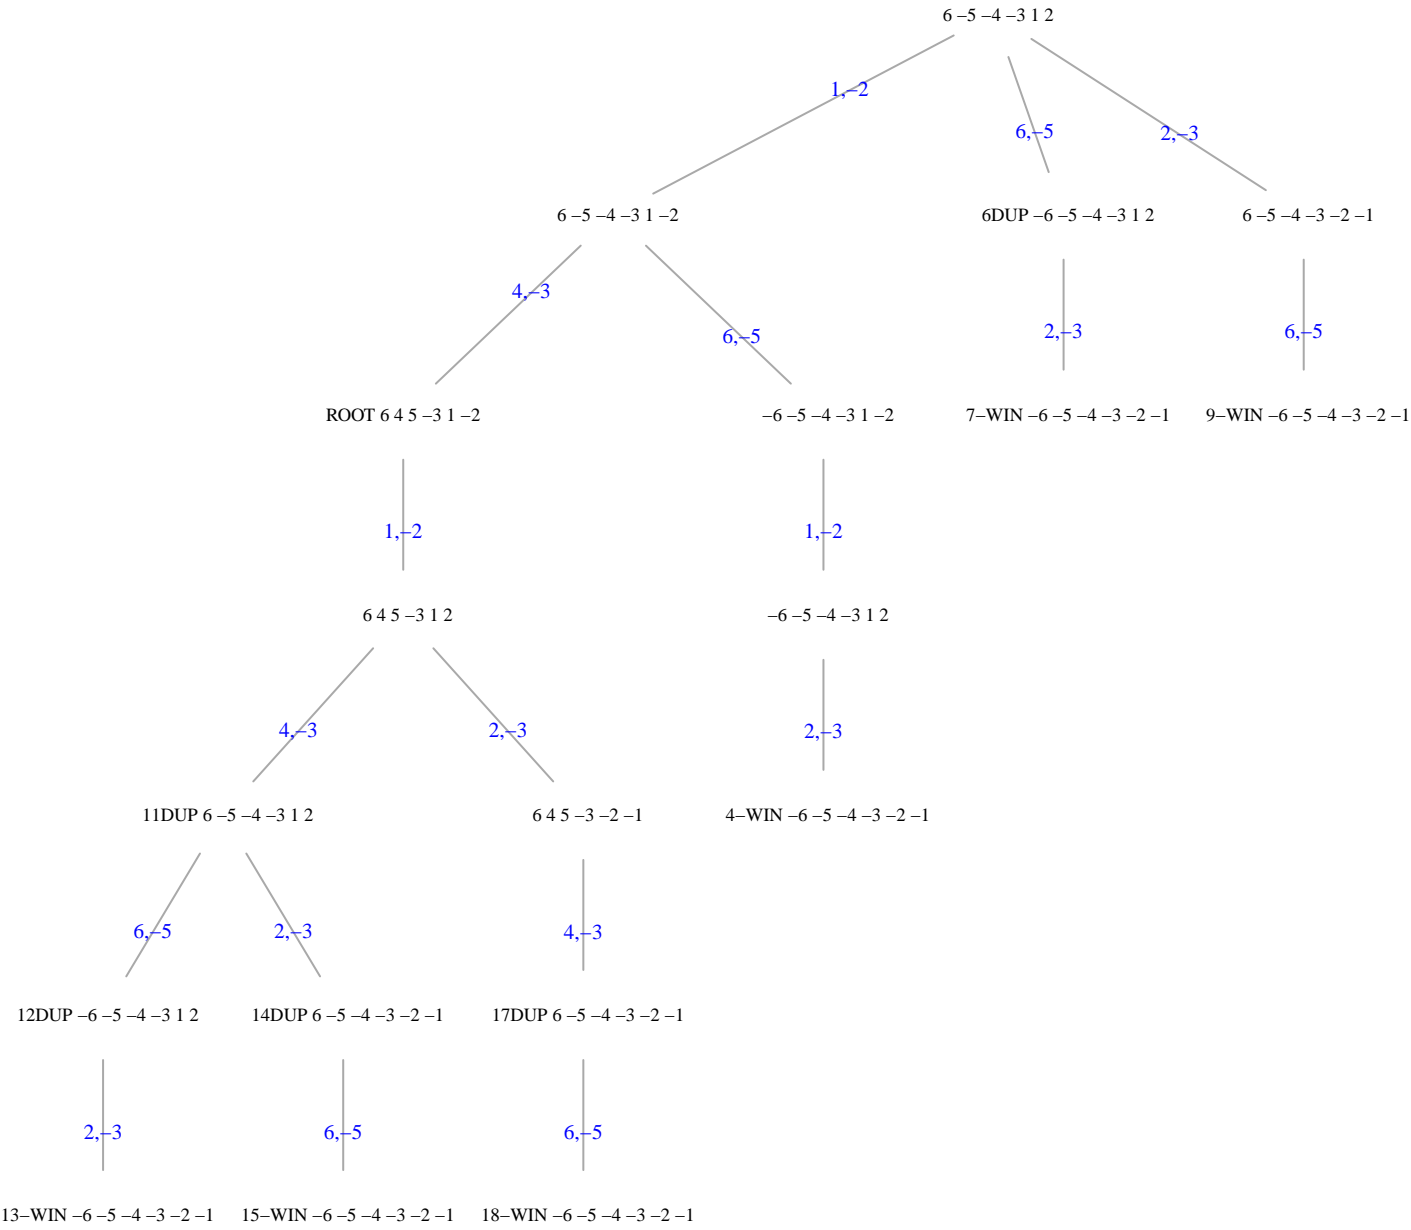 6 –5 –4 –3 1 2
1,–2
6,–5
2,–3
6 –5 –4 –3 1 –2
6DUP –6 –5 –4 –3 1 2
6 –5 –4 –3 –2 –1
4,–3
6,–5
2,–3
6,–5
ROOT 6 4 5 –3 1 –2
–6 –5 –4 –3 1 –2
7–WIN –6 –5 –4 –3 –2 –1
9–WIN –6 –5 –4 –3 –2 –1
1,–2
1,–2
6 4 5 –3 1 2
–6 –5 –4 –3 1 2
4,–3
2,–3
2,–3
11DUP 6 –5 –4 –3 1 2
6 4 5 –3 –2 –1
4–WIN –6 –5 –4 –3 –2 –1
6,–5
2,–3
4,–3
12DUP –6 –5 –4 –3 1 2
14DUP 6 –5 –4 –3 –2 –1
17DUP 6 –5 –4 –3 –2 –1
2,–3
6,–5
6,–5
13–WIN –6 –5 –4 –3 –2 –1
15–WIN –6 –5 –4 –3 –2 –1
18–WIN –6 –5 –4 –3 –2 –1